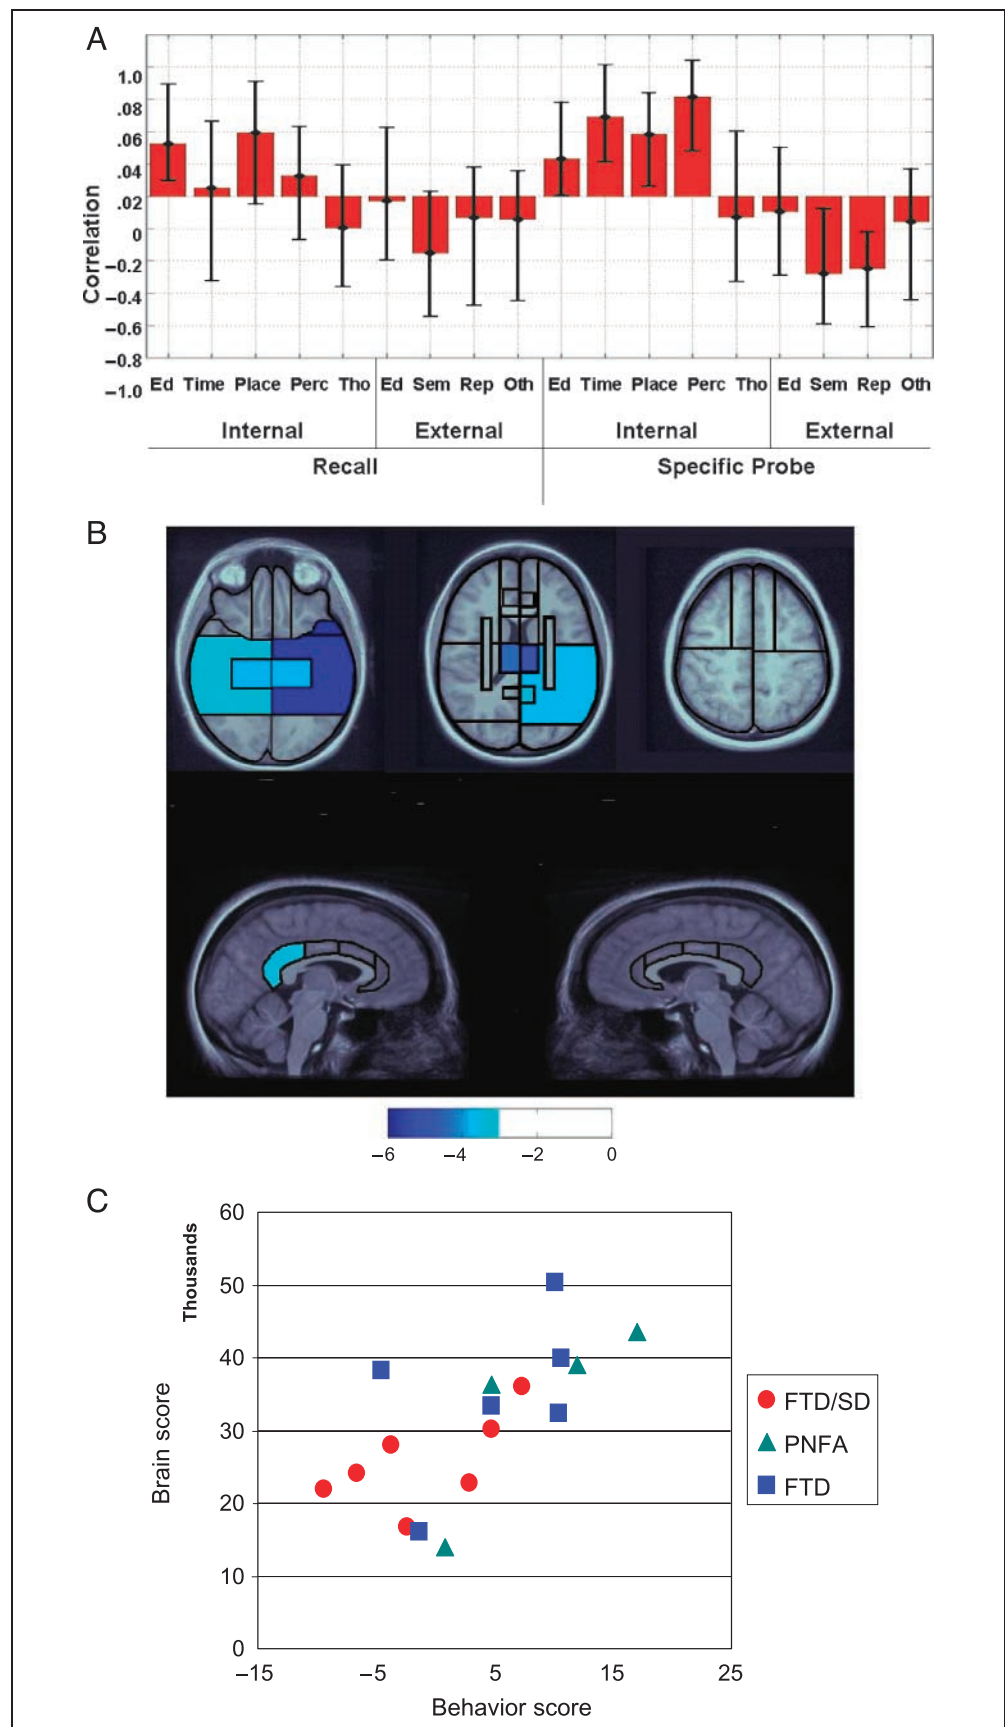 A
1.0
.08
.06
.04
.02
0
−0.2
−0.4
−0.6
−0.8
−1.0
Correlation
Ed Time Place Perc Tho Ed Sem Rep Oth Ed Time Place Perc Tho Ed Sem Rep Oth
Internal External Internal External
Recall Specific Probe
B
−6 −4 −2 0
C
Thousands
60
50
40
30
20
10
0
Brain score
−15 −5 5 15 25
Behavior score
FTD/SD
PNFA
FTD